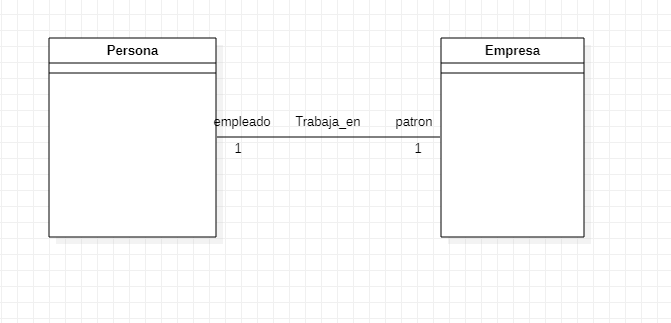 Persona
Empresa
empleado Trabaja_en patron
1 1